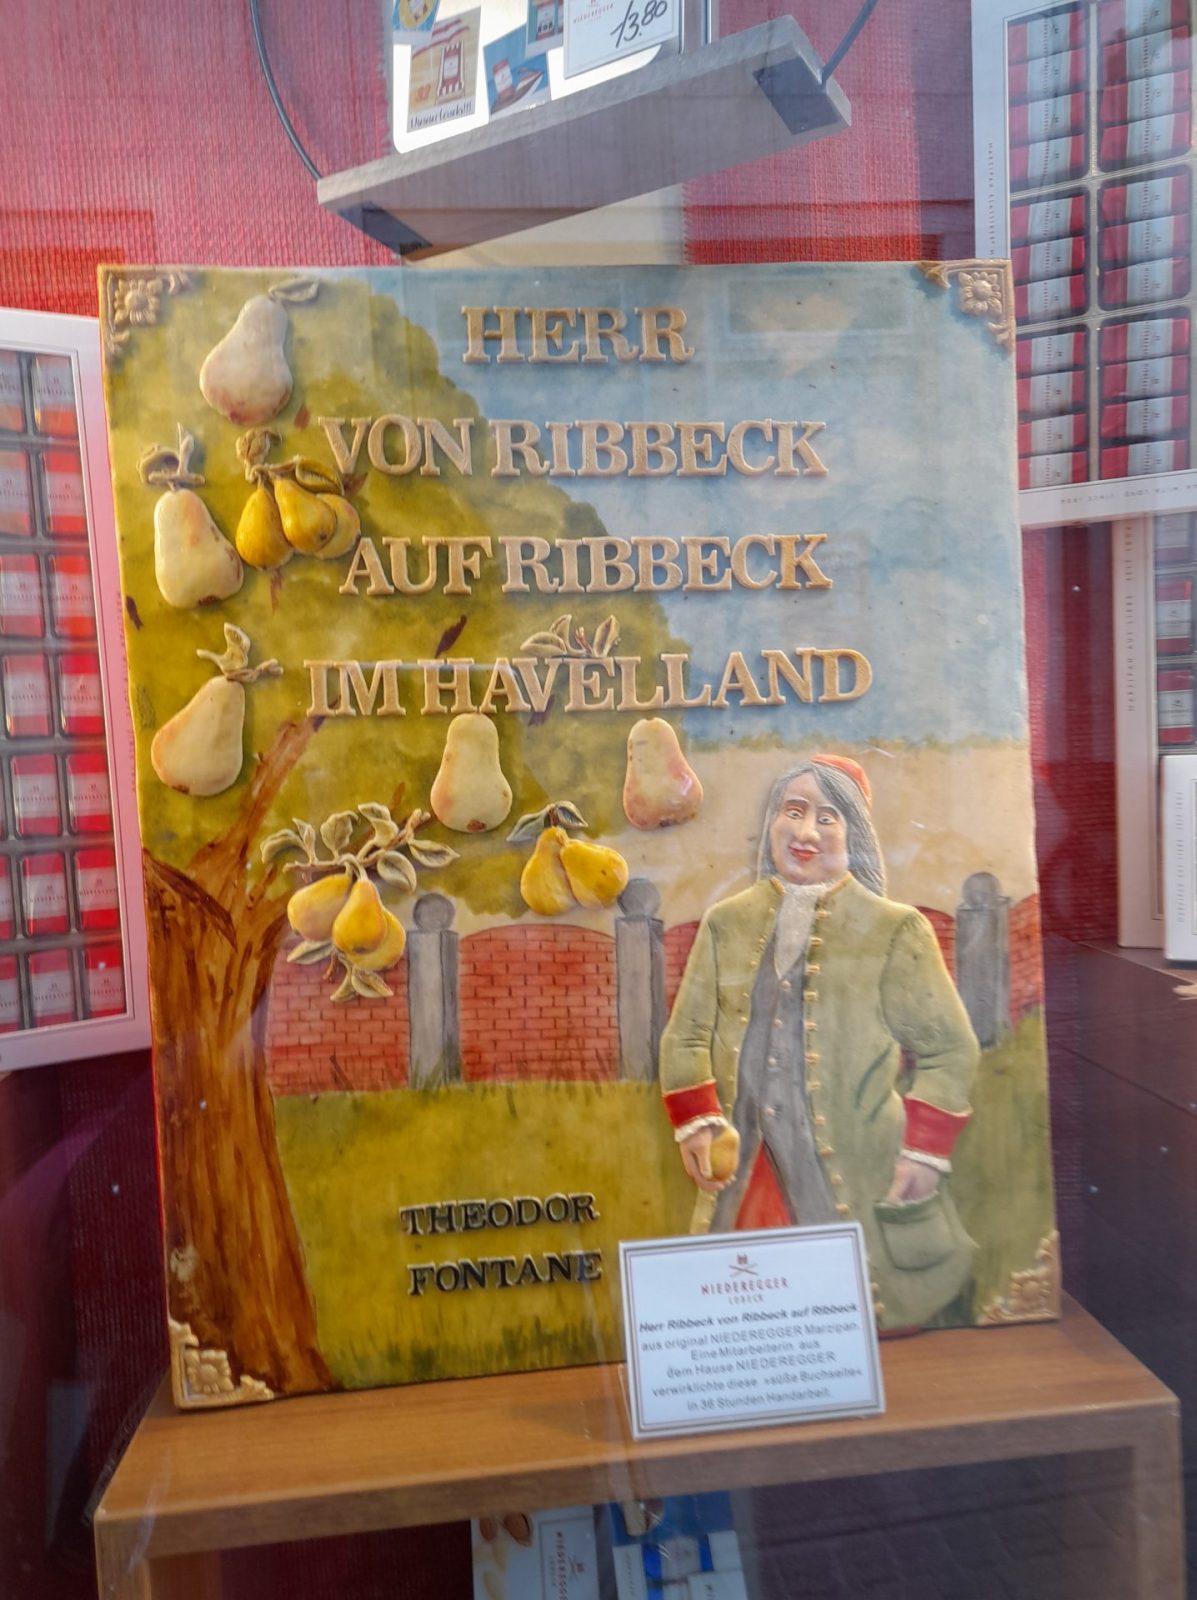 NIEDEREGGER
13.80
HERR
VON RIBBECK
AUF RIBBECK
IM HAVELLAND
THEODOR
FONTANE
NIEDEREGGER
LÜBECK
Herr Ribbeck von Ribbeck auf Ribbeck
aus original NIEDEREGGER Marzipan.
Eine Mitarbeiterin aus
dem Hause NIEDEREGGER
verwirklichte diese »süße Buchseite«
in 36 Stunden Handarbeit.